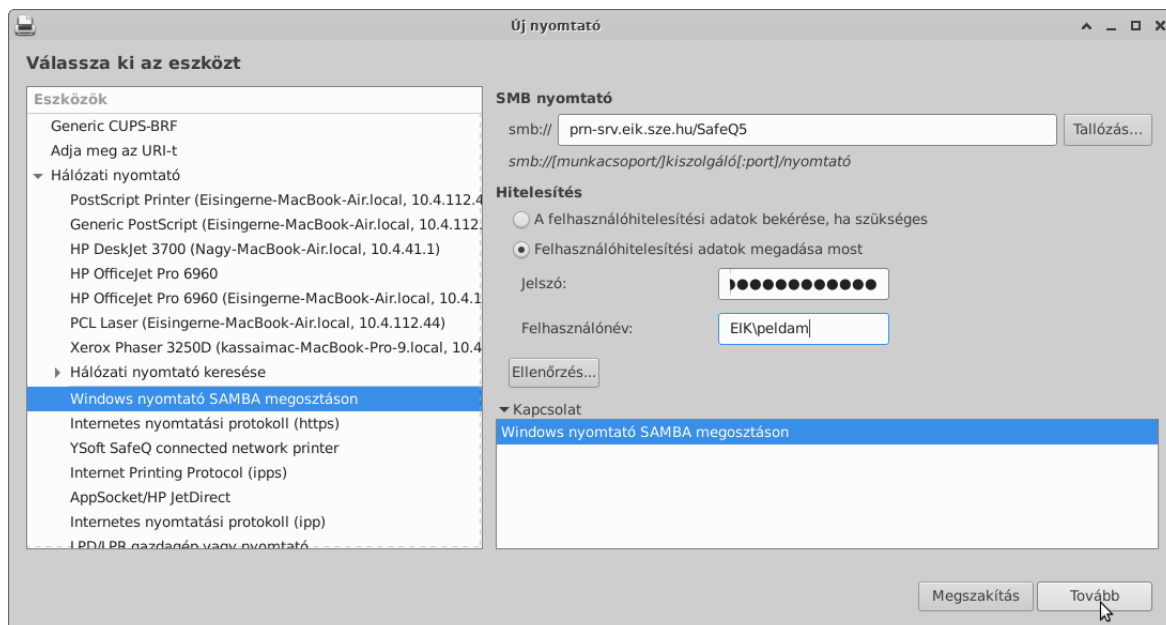 Új nyomtató
Válassza ki az eszközt
Eszközök
Generic CUPS-BRF
Adja meg az URI-t
Hálózati nyomtató
PostScript Printer (Eisingerne-MacBook-Air.local, 10.4.112.4
Generic PostScript (Eisingerne-MacBook-Air.local, 10.4.112.
HP DeskJet 3700 (Nagy-MacBook-Air.local, 10.4.41.1)
HP OfficeJet Pro 6960
HP OfficeJet Pro 6960 (Eisingerne-MacBook-Air.local, 10.4.1
PCL Laser (Eisingerne-MacBook-Air.local, 10.4.112.44)
Xerox Phaser 3250D (kassaimac-MacBook-Pro-9.local, 10.4
Hálózati nyomtató keresése
Windows nyomtató SAMBA megosztáson
Internetes nyomtatási protokoll (https)
YSoft SafeQ connected network printer
Internet Printing Protocol (ipps)
AppSocket/HP JetDirect
Internetes nyomtatási protokoll (ipp)
LPD/LPR gazdagép vagy nyomtató
SMB nyomtató
smb:// prn-srv.eik.sze.hu/SafeQ5 Tallózás...
smb://[munkacsoport/]kiszolgáló[:port]/nyomtató
Hitelesítés
A felhasználóhitelesítési adatok bekérése, ha szükséges
Felhasználóhitelesítési adatok megadása most
Jelszó: ●●●●●●●●●●●●
Felhasználónév: EIK\peldam
Ellenőrzés...
Kapcsolat
Windows nyomtató SAMBA megosztáson
Megszakítás Tovább